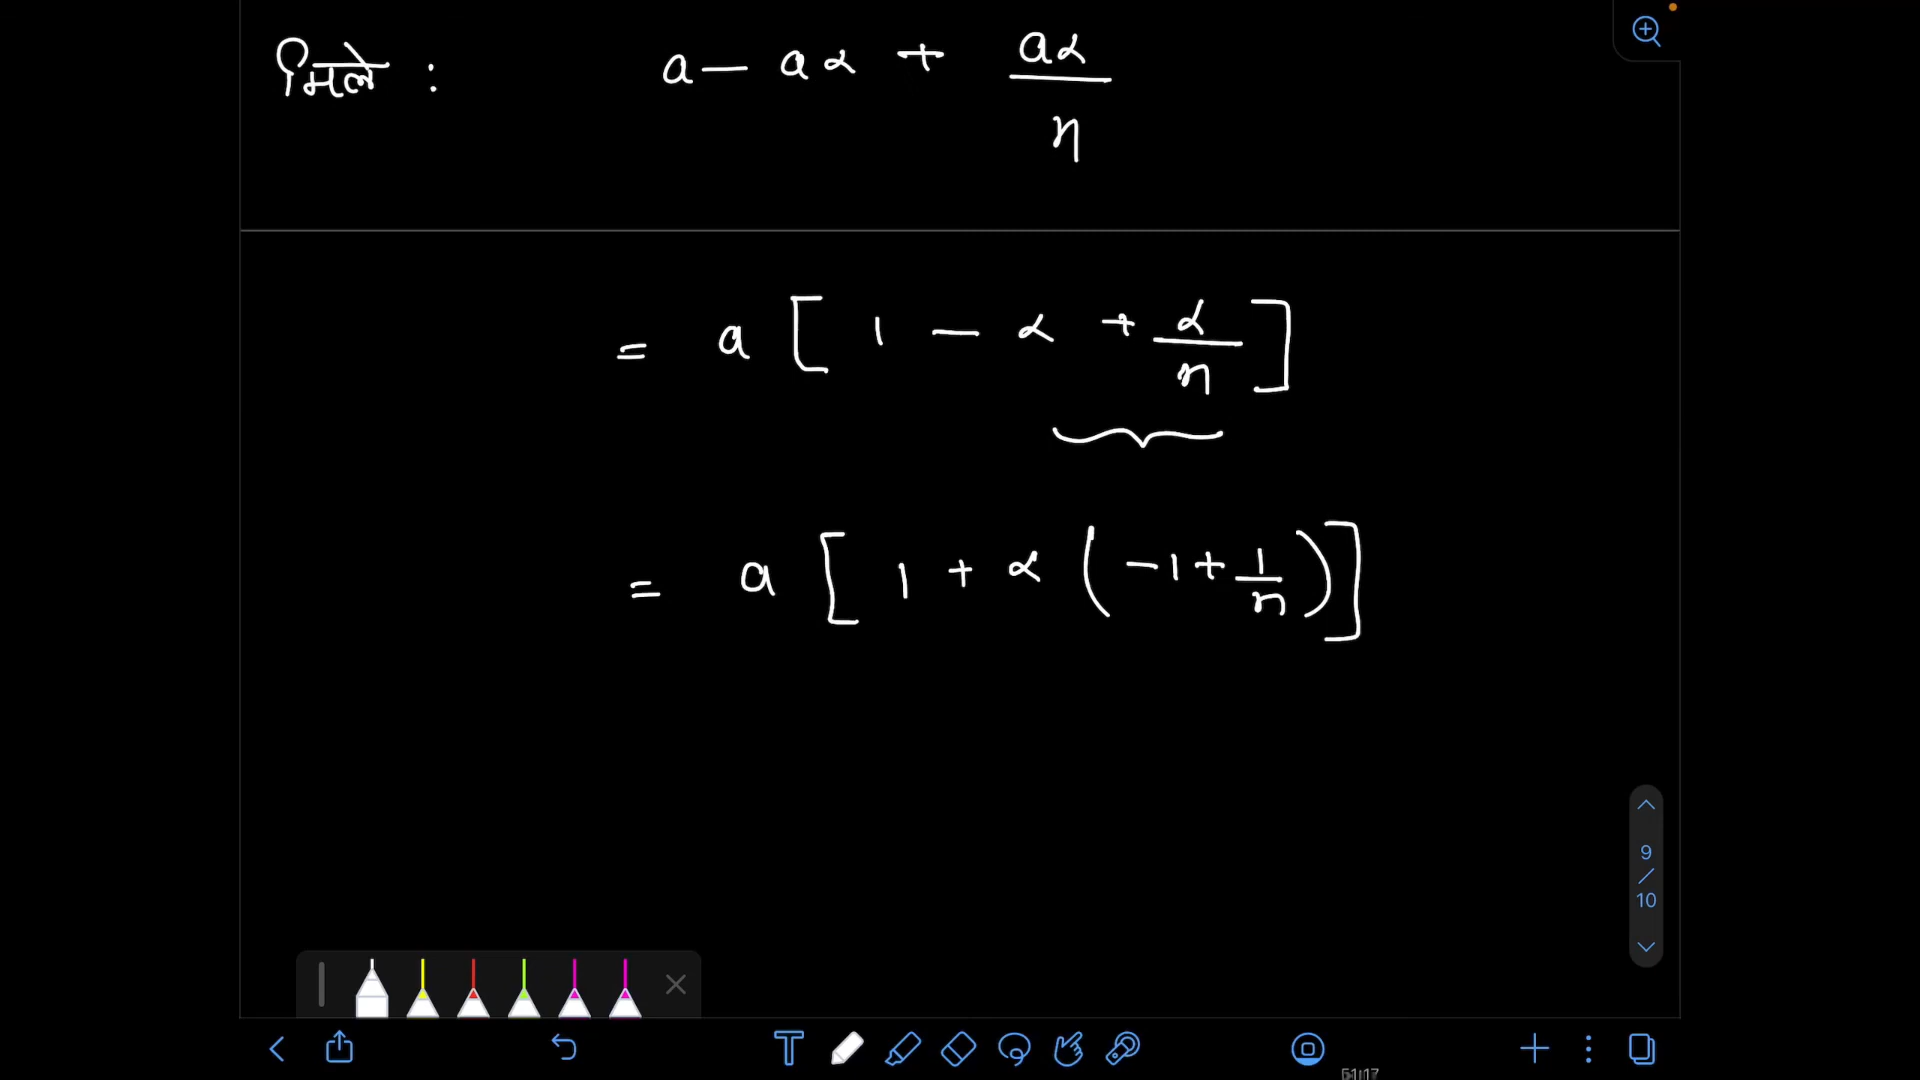 मिले : a - aα + aα/n
= a [ 1 - α + α/n ]
= a [ 1 + α ( -1 + 1/n ) ]
9
/
10
T